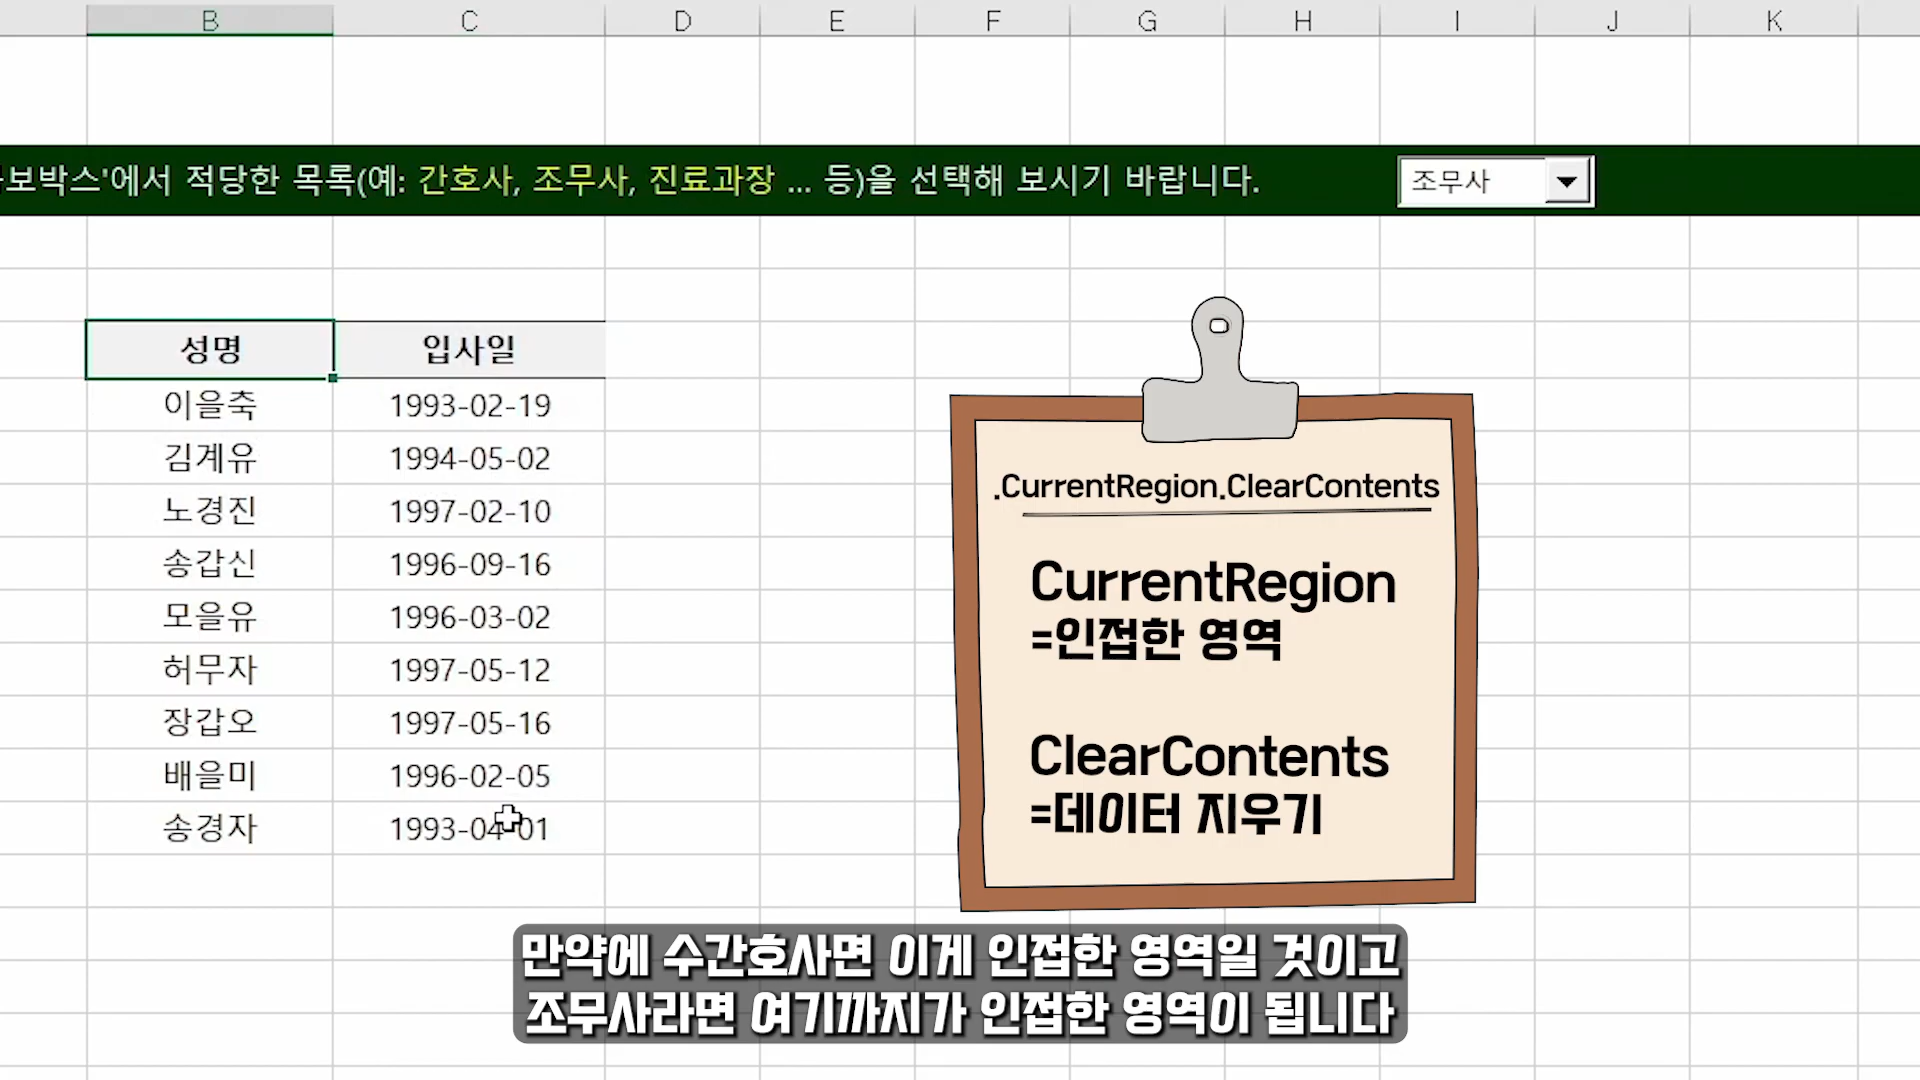 B C D E F G H I J K
보박스'에서 적당한 목록(예: 간호사, 조무사, 진료과장 ... 등)을 선택해 보시기 바랍니다. 조무사
성명 입사일
이을축 1993-02-19
김계유 1994-05-02
노경진 1997-02-10
송갑신 1996-09-16
모을유 1996-03-02
허무자 1997-05-12
장갑오 1997-05-16
배을미 1996-02-05
송경자 1993-04-01
.CurrentRegion.ClearContents
CurrentRegion
=인접한 영역
ClearContents
=데이터 지우기
만약에 수간호사면 이게 인접한 영역일 것이고
조무사라면 여기까지가 인접한 영역이 됩니다